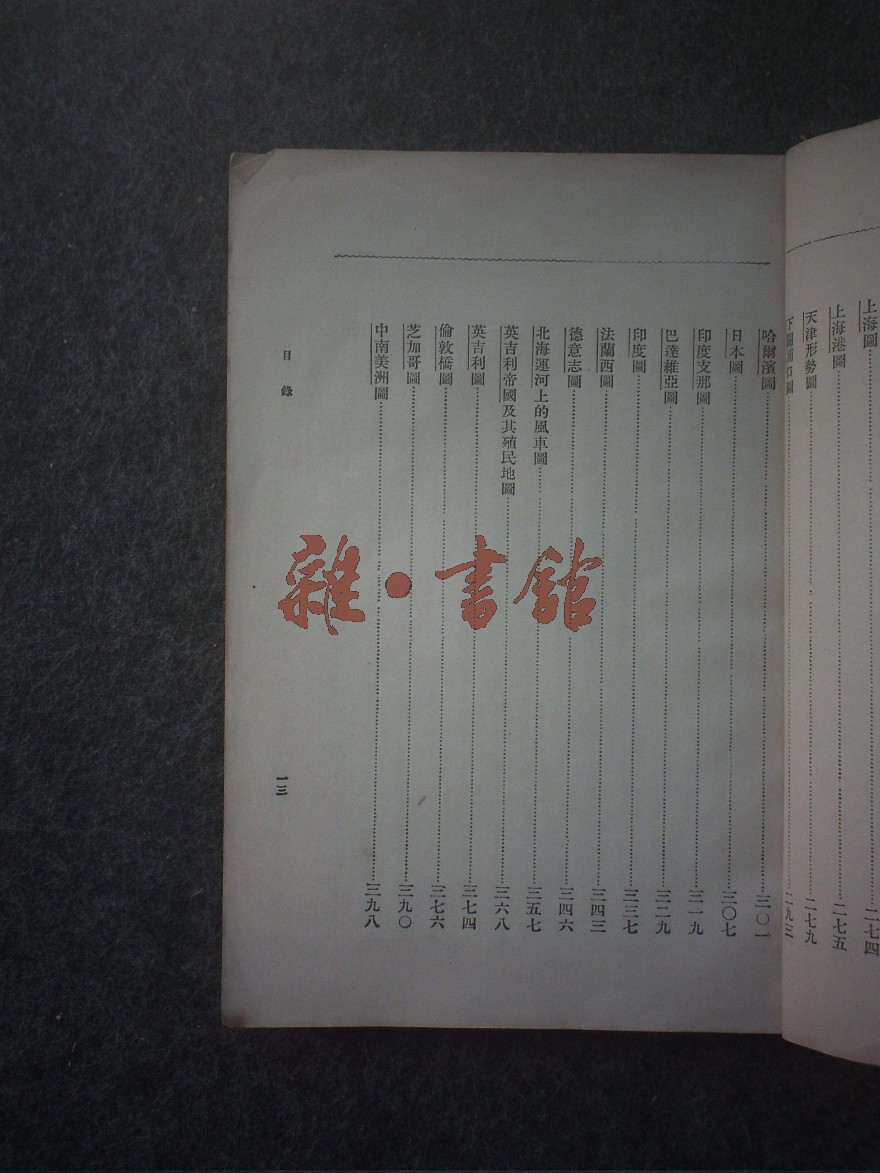 上海圖……二七四
上海港圖……二七五
天津形勢圖……二七九
下關浦口圖……二九三
哈爾濱圖……三〇一
日本圖……三〇七
印度支那圖……三一九
巴達維亞圖……三二九
印度圖……三三七
法蘭西圖……三四三
德意志圖……三四六
北海運河上的風車圖……三五七
英吉利帝國及其殖民地圖……三六八
英吉利圖……三七四
倫敦橋圖……三七六
芝加哥圖……三九〇
中南美洲圖……三九八
目錄
一三
雜·書館